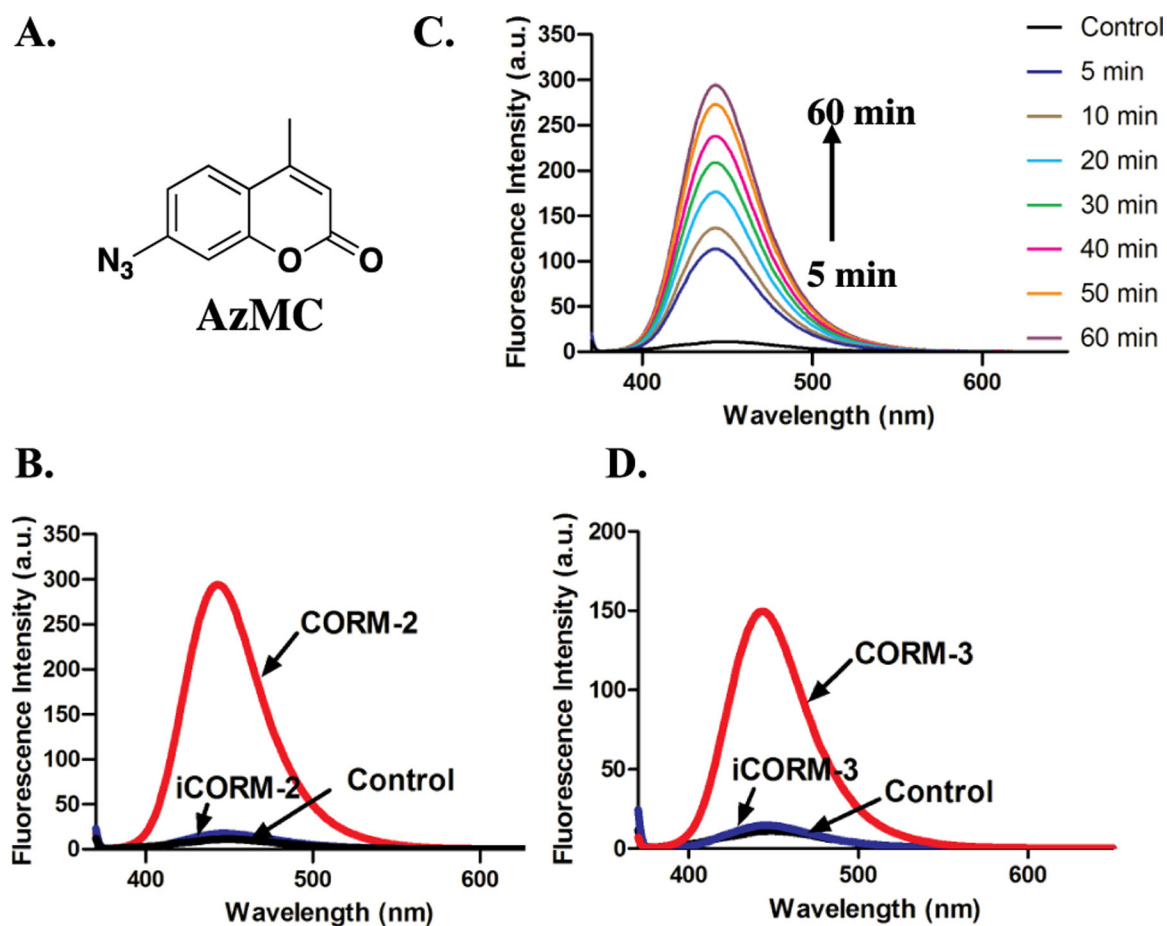 A.
N3
O
O
AzMC
C.
Fluorescence Intensity (a.u.)
350
300
250
200
150
100
50
0
400
500
600
Wavelength (nm)
60 min
5 min
Control
5 min
10 min
20 min
30 min
40 min
50 min
60 min
B.
Fluorescence Intensity (a.u.)
350
300
250
200
150
100
50
0
400
500
600
Wavelength (nm)
CORM-2
iCORM-2
Control
D.
Fluorescence Intensity (a.u.)
200
150
100
50
0
400
500
600
Wavelength (nm)
CORM-3
iCORM-3
Control